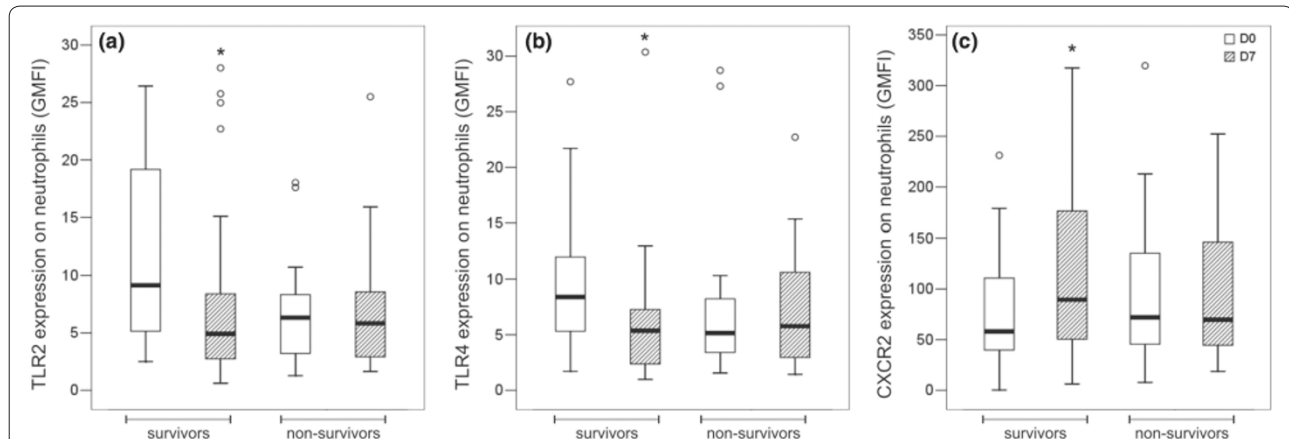 (a)
TLR2 expression on neutrophils (GMFI)
30
25
20
15
10
5
0
*
survivors
non-survivors
(b)
TLR4 expression on neutrophils (GMFI)
30
25
20
15
10
5
0
*
survivors
non-survivors
(c)
CXCR2 expression on neutrophils (GMFI)
350
300
250
200
150
100
50
0
*
D0
D7
survivors
non-survivors